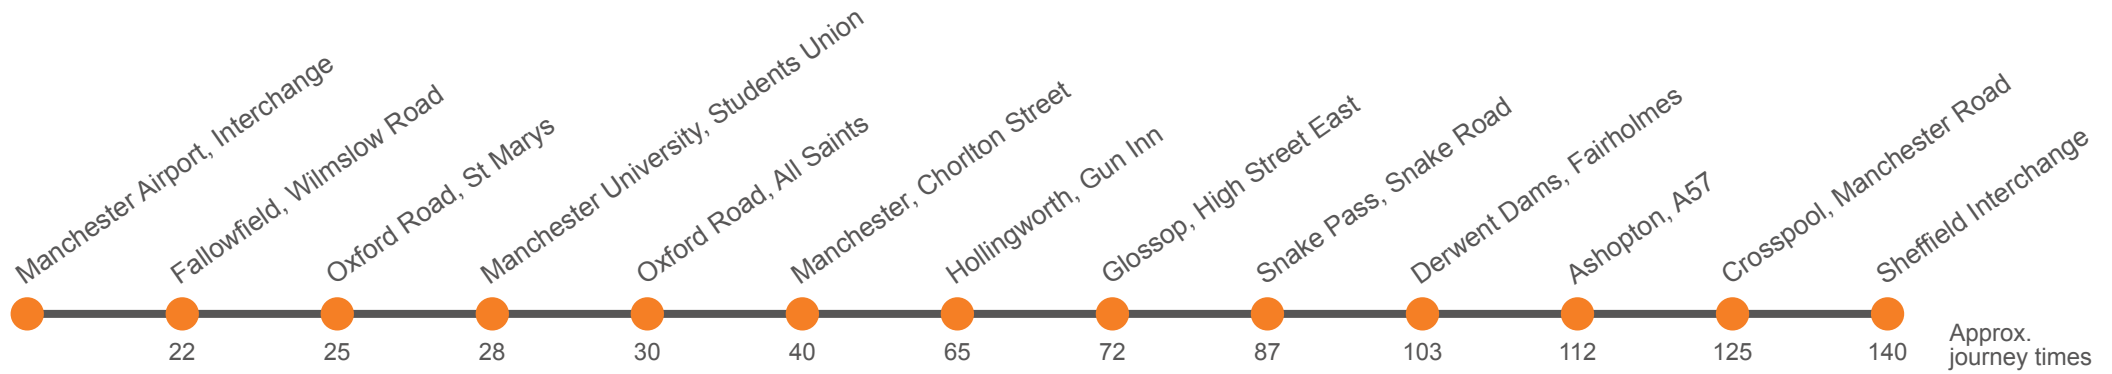 Manchester Airport, Interchange
Fallowfield, Wilmslow Road
Oxford Road, St Marys
Manchester University, Students Union
Oxford Road, All Saints
Manchester, Chorlton Street
Hollingworth, Gun Inn
Glossop, High Street East
Snake Pass, Snake Road
Derwent Dams, Fairholmes
Ashopton, A57
Crosspool, Manchester Road
Sheffield Interchange
22
25
28
30
40
65
72
87
103
112
125
140
Approx.
journey times